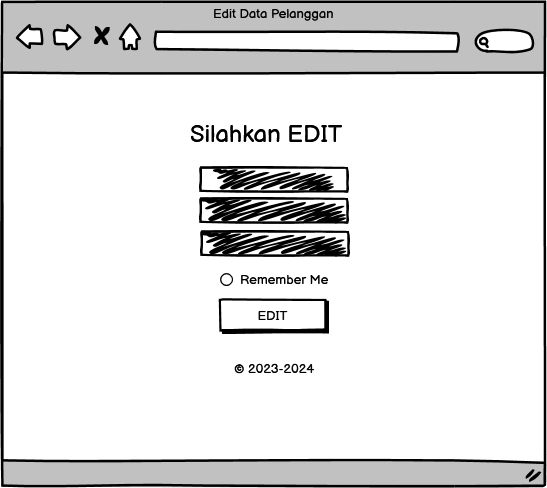 Edit Data Pelanggan
Silahkan EDIT
Remember Me
EDIT
© 2023-2024